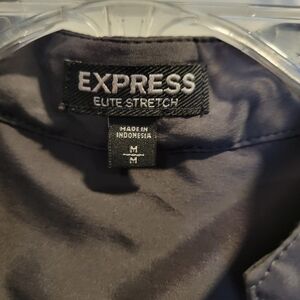 EXPRESS
ELITE STRETCH
MADE IN
INDONESIA
M
M